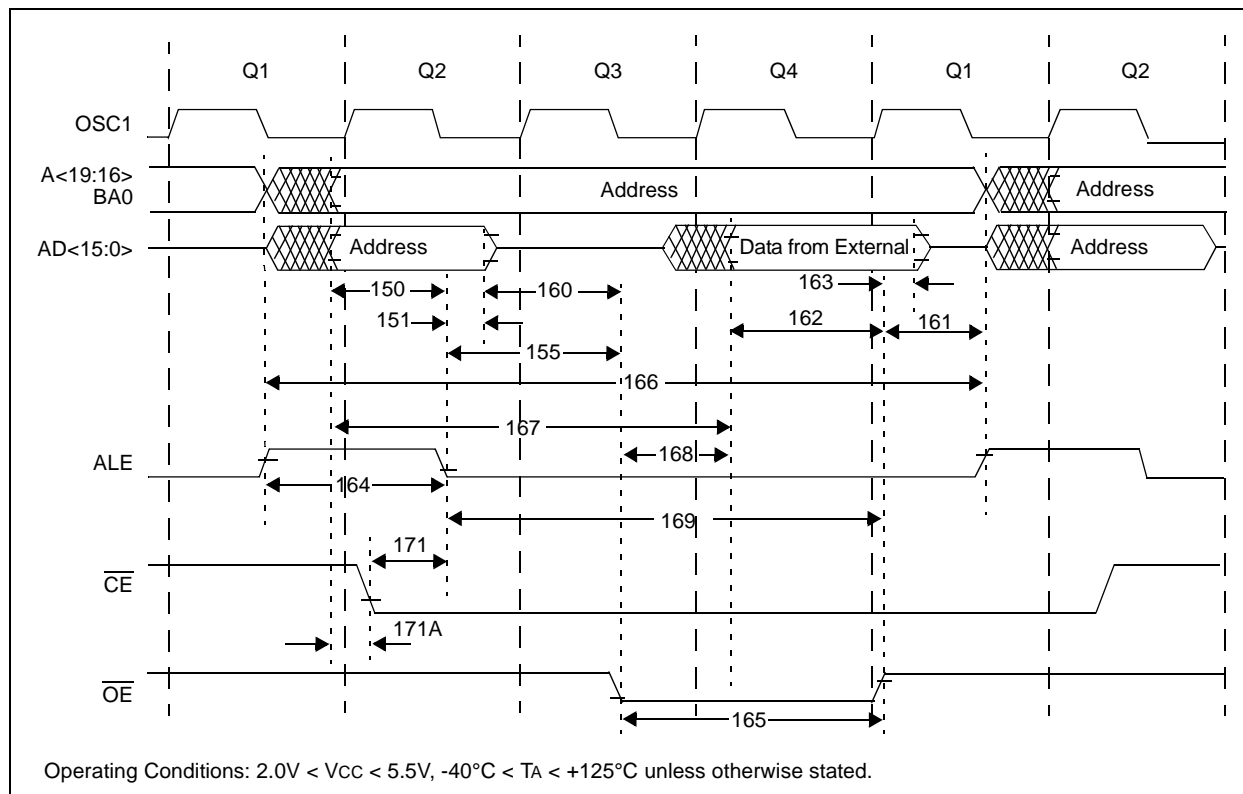 Q1 Q2 Q3 Q4 Q1 Q2
OSC1
A<19:16>
BA0
Address Address
AD<15:0>
Address Data from External Address
150 160 163
151 162 161
155
166
167
ALE
168
164
169
171
CE
171A
OE
165
Operating Conditions: 2.0V < VCC < 5.5V, -40°C < TA < +125°C unless otherwise stated.